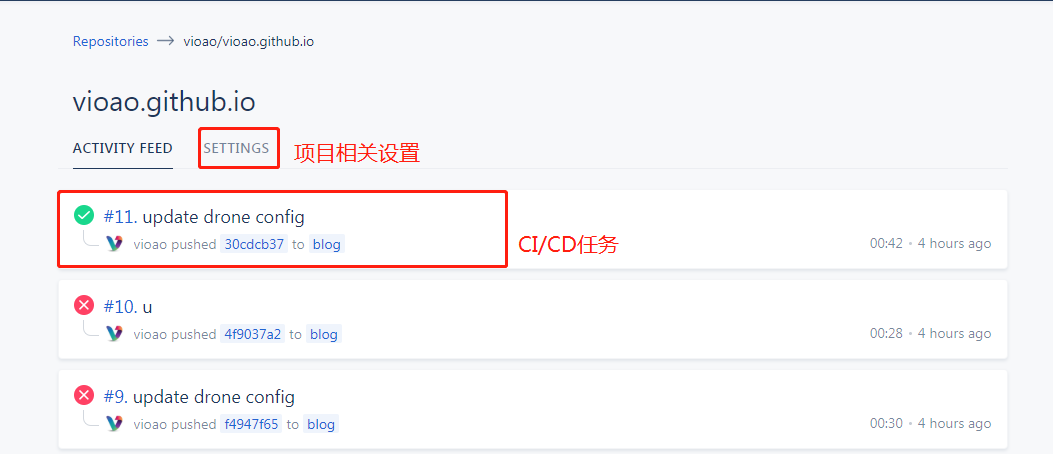 Repositories → vioao/vioao.github.io
vioao.github.io
ACTIVITY FEED SETTINGS 项目相关设置
#11. update drone config
vioao pushed 30cdcb37 to blog CI/CD任务 00:42 • 4 hours ago
#10. u
vioao pushed 4f9037a2 to blog 00:28 • 4 hours ago
#9. update drone config
vioao pushed f4947f65 to blog 00:30 • 4 hours ago